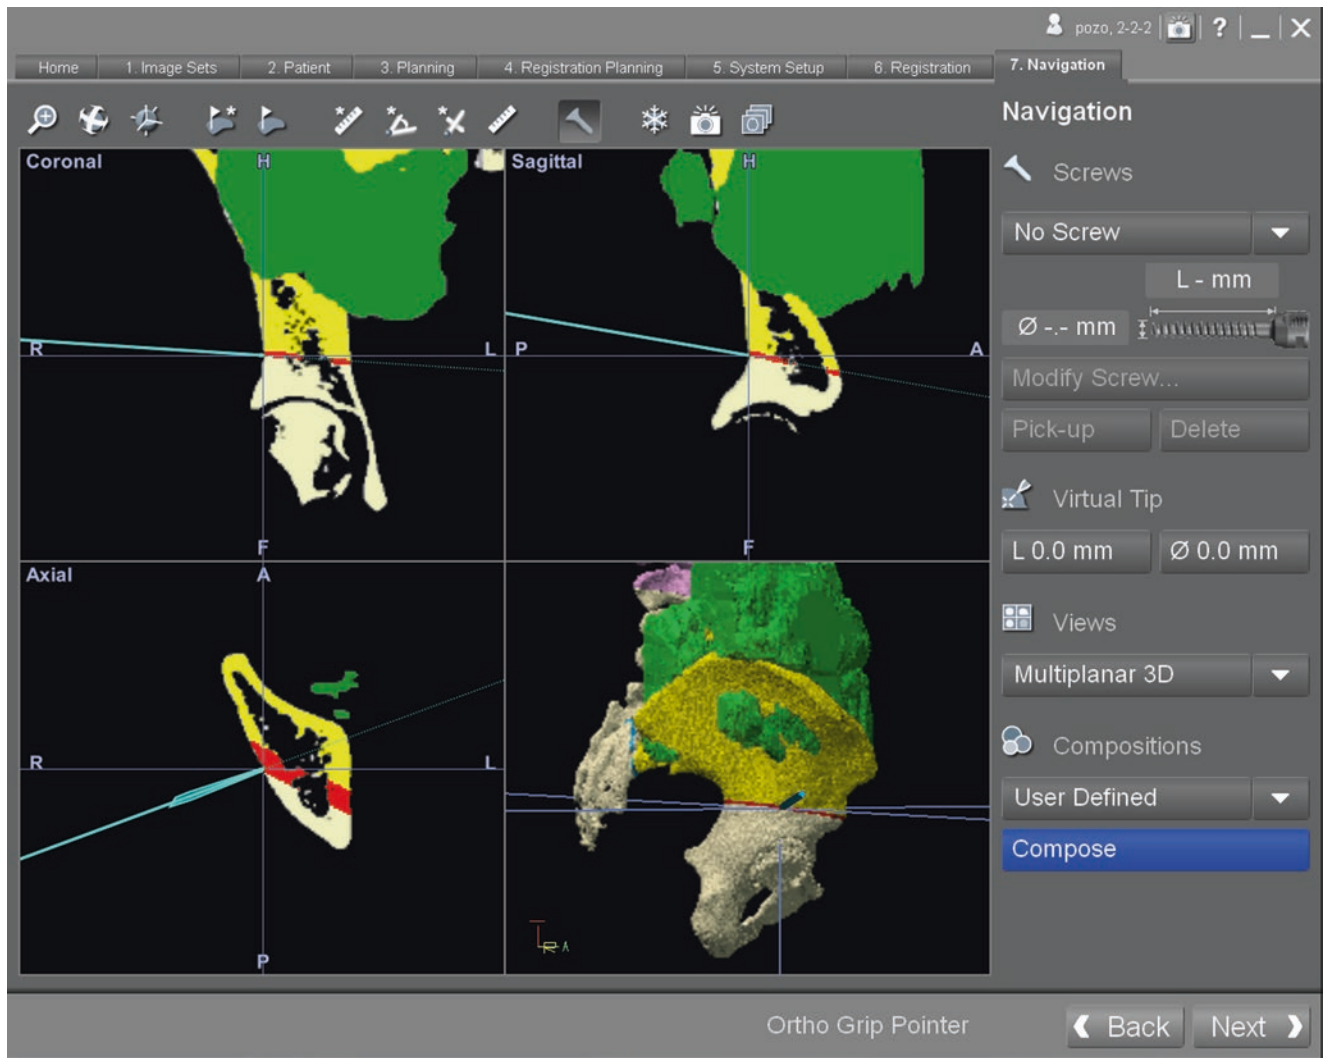 pozo, 2-2-2 ?
Home 1. Image Sets 2. Patient 3. Planning 4. Registration Planning 5. System Setup 6. Registration 7. Navigation
Navigation
Screws
No Screw
L - mm
Ø -.- mm
Modify Screw...
Pick-up Delete
Virtual Tip
L 0.0 mm Ø 0.0 mm
Views
Multiplanar 3D
Compositions
User Defined
Compose
Coronal H
R L
F
Sagittal H
P A
F
Axial A
R L
P
A
Ortho Grip Pointer Back Next